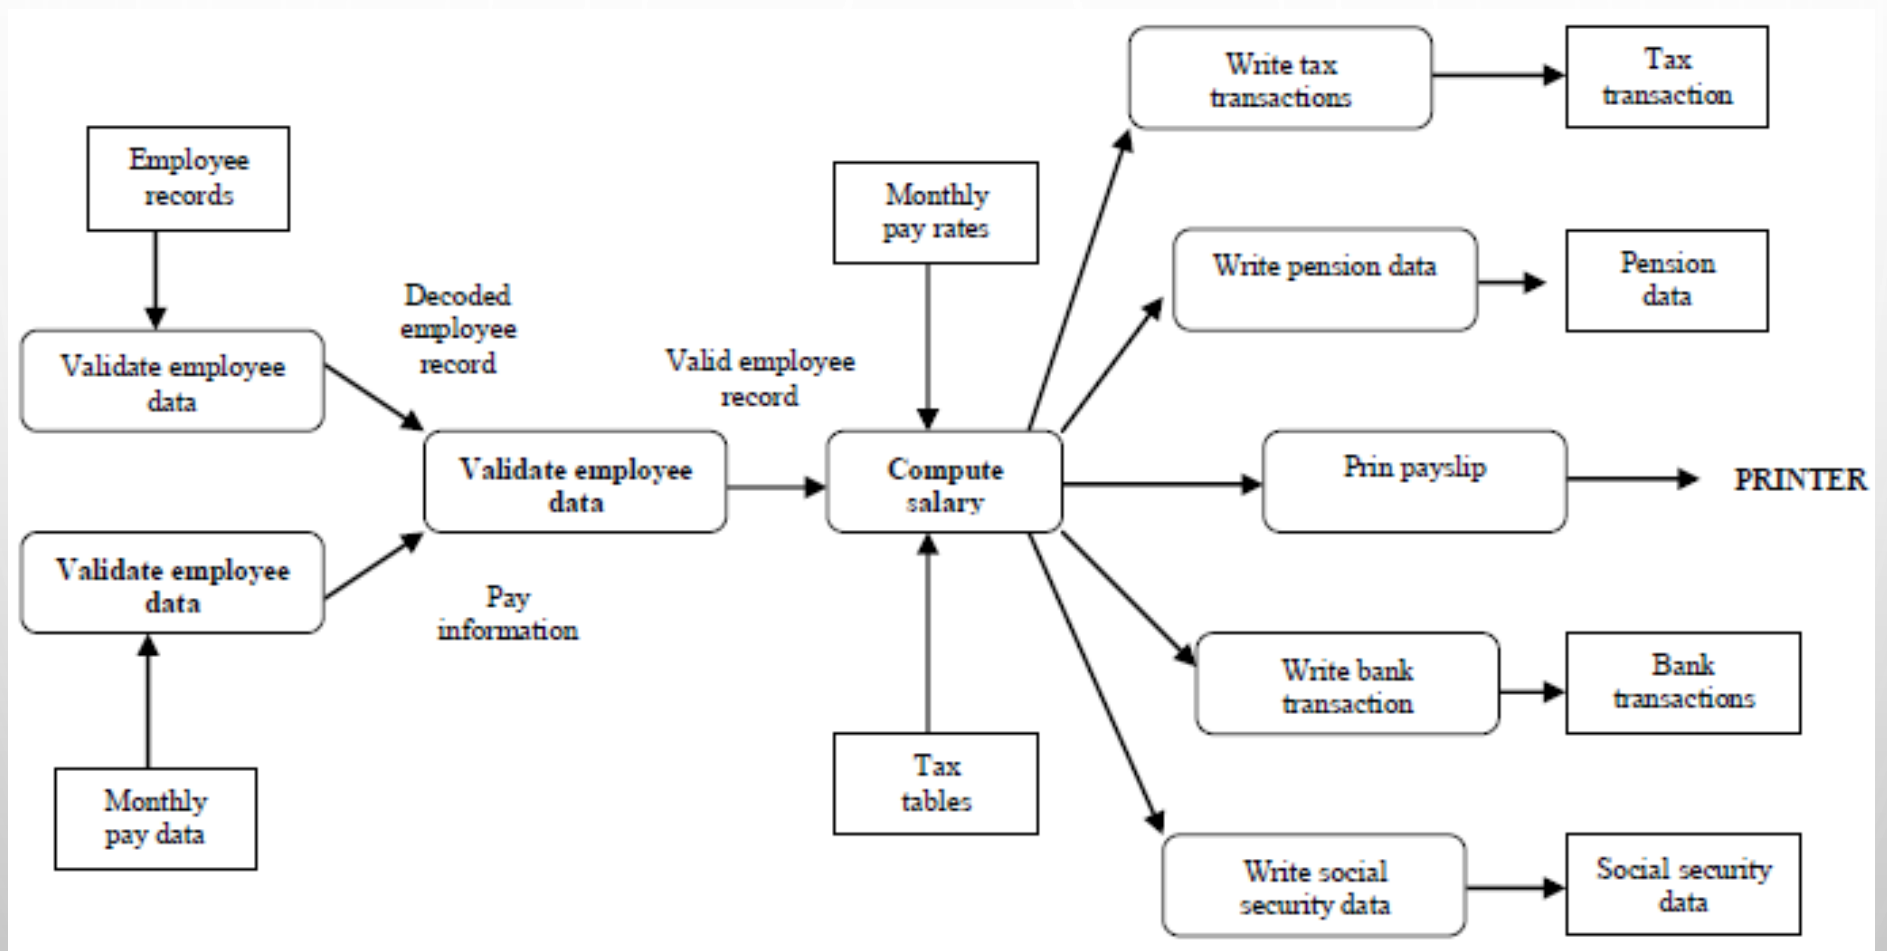 Employee
records
Validate employee
data
Decoded
employee
record
Validate employee
data
Validate employee
data
Pay
information
Monthly
pay data
Valid employee
record
Monthly
pay rates
Compute
salary
Tax
tables
Write tax
transactions
Tax
transaction
Write pension data
Pension
data
Prin payslip
PRINTER
Write bank
transaction
Bank
transactions
Write social
security data
Social security
data